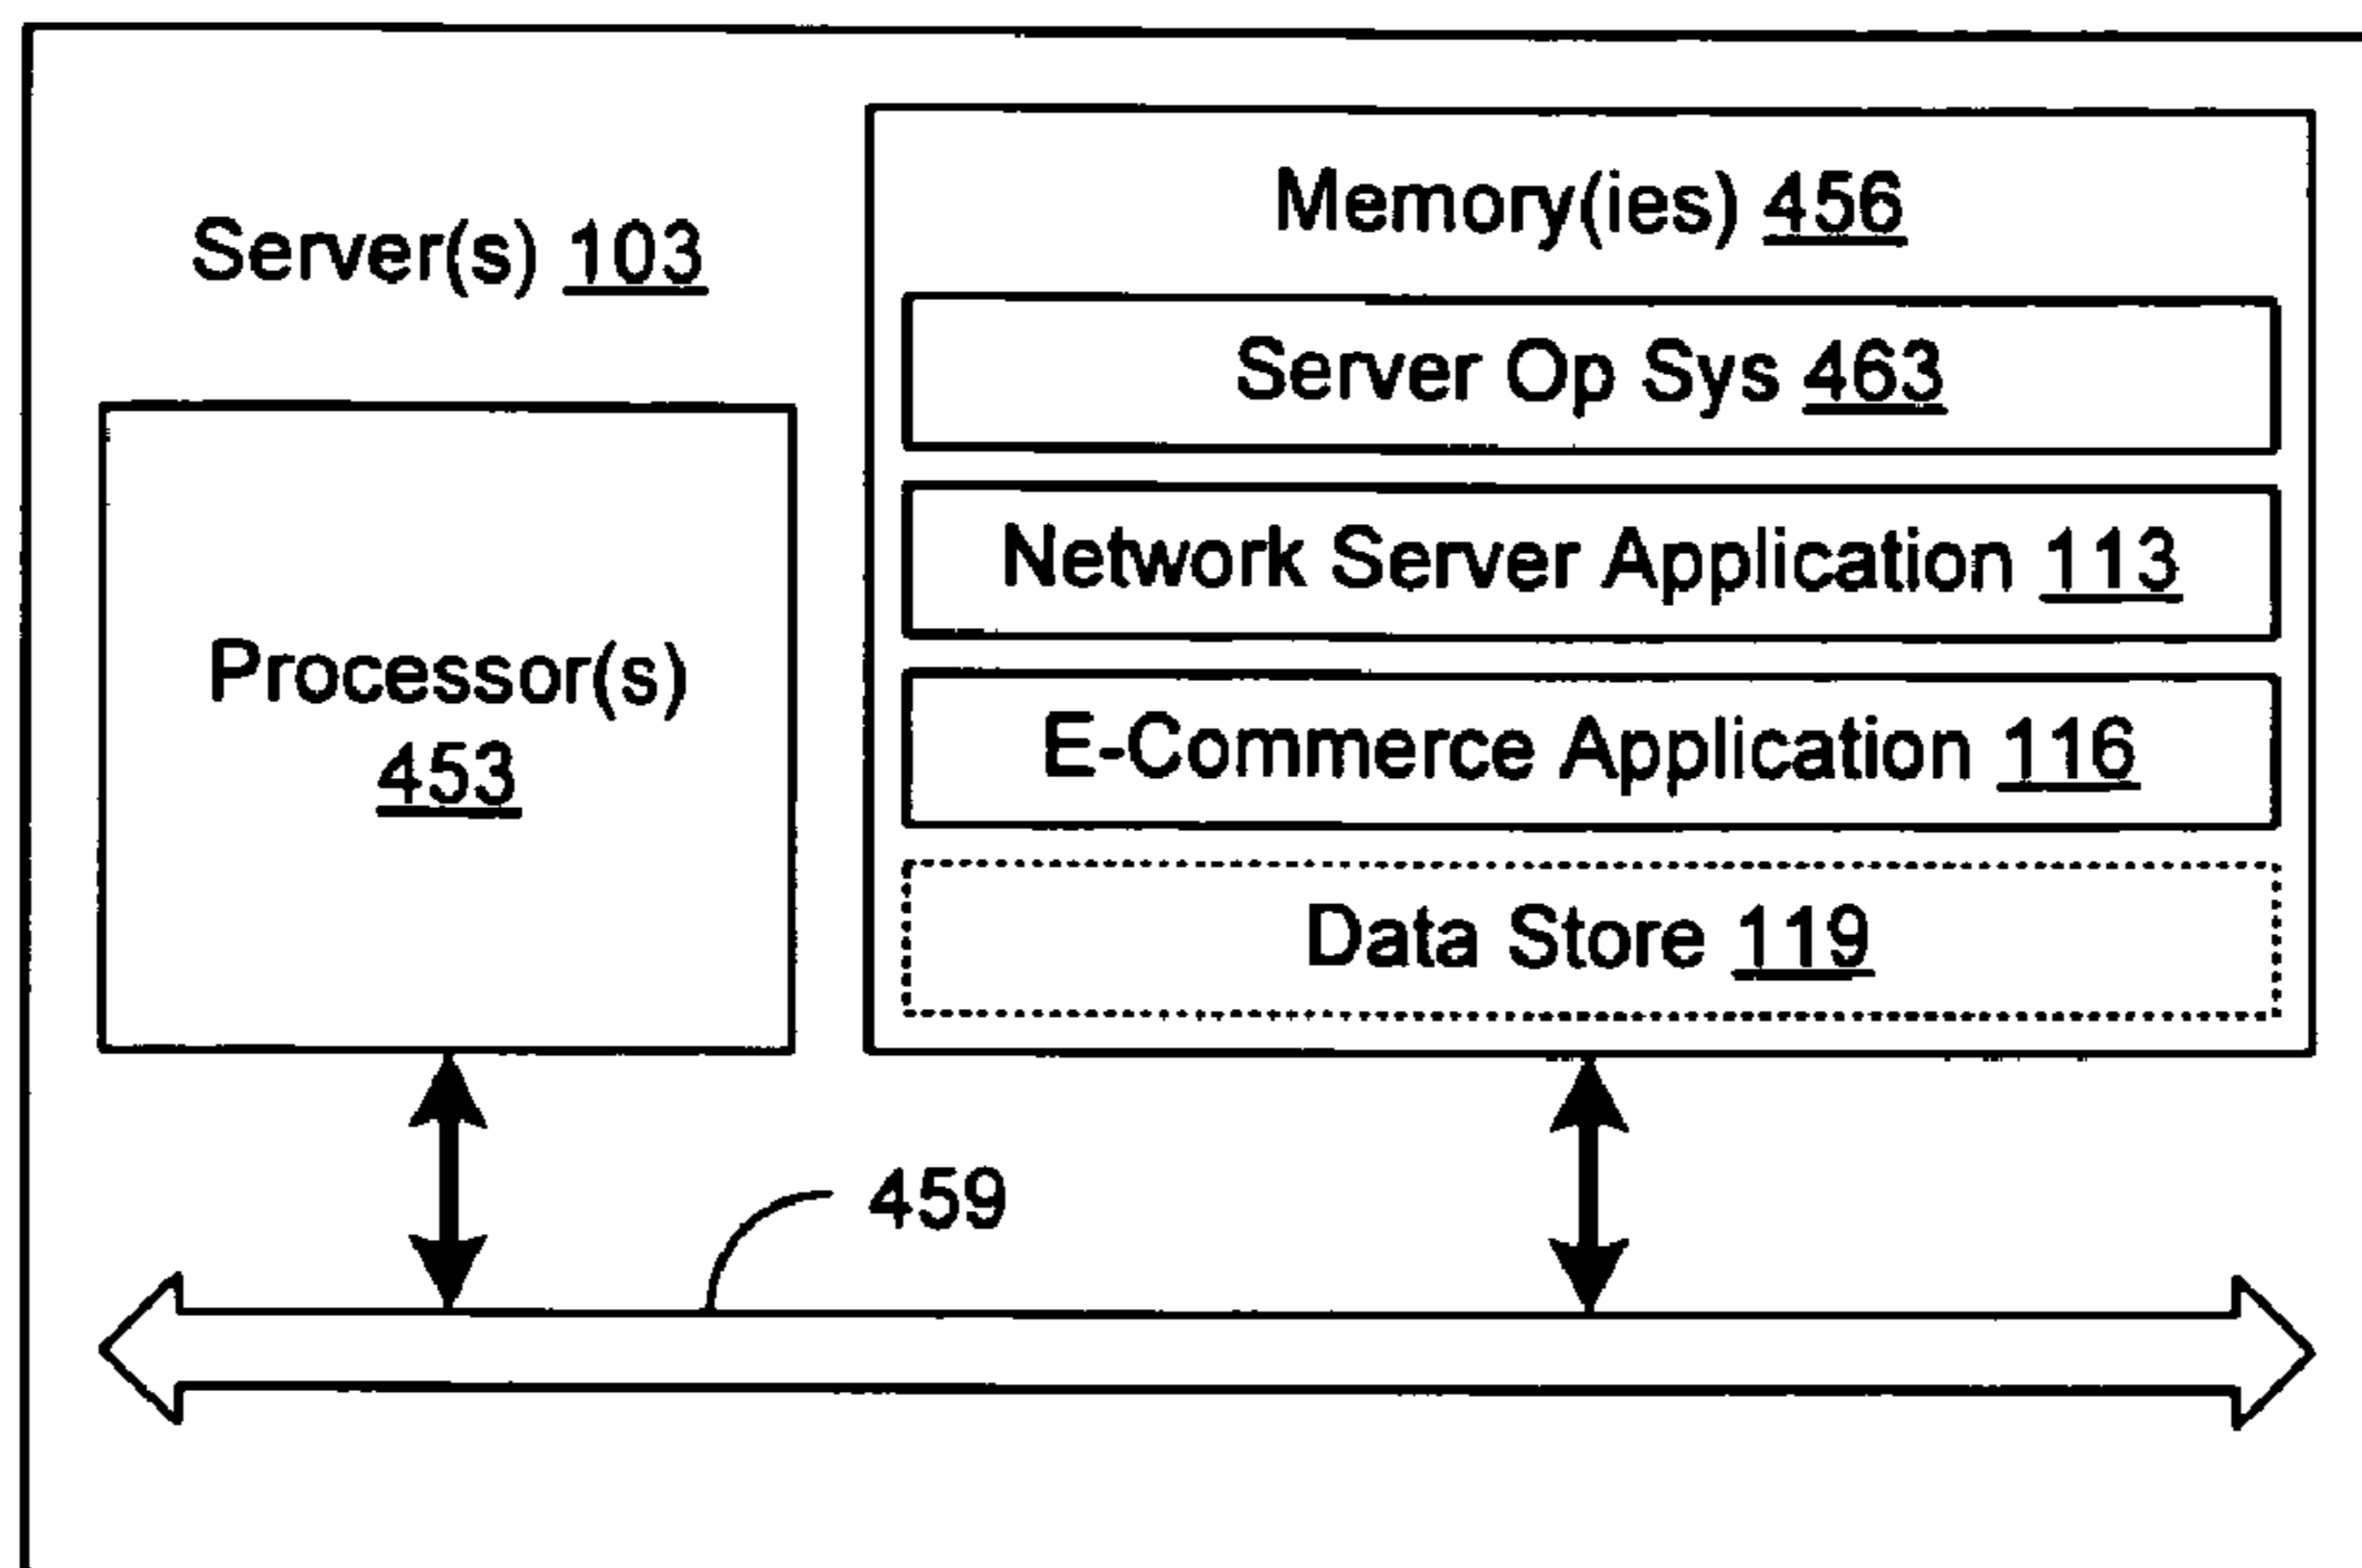 Server(s) 103
Memory(ies) 456
Server Op Sys 463
Network Server Application 113
E-Commerce Application 116
Data Store 119
Processor(s)
453
459